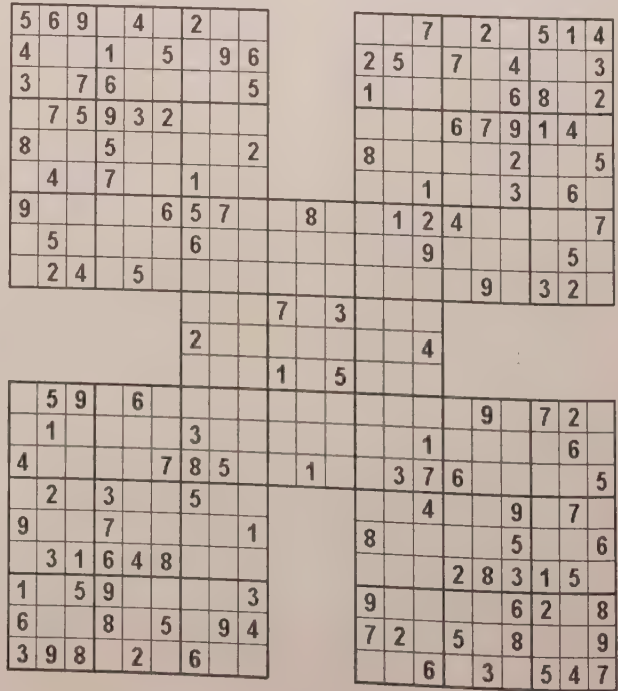 5 6 9 4 2 7 2 5 1 4
4 1 5 9 6 2 5 7 4 3
3 7 6 5 1 6 8 2
7 5 9 3 2 6 7 9 1 4
8 5 2 8 2 5
4 7 1 1 3 6
9 6 5 7 8 1 2 4 7
5 6 9 5
2 4 5 9 3 2
7 3
2 4
1 5
5 9 6 9 7 2
1 3 1 6
4 7 8 5 1 3 7 6 5
2 3 5 4 9 7
9 7 1 8 5 6
3 1 6 4 8 2 8 3 1 5
1 5 9 3 9 6 2 8
6 8 5 9 4 7 2 5 8 9
3 9 8 2 6 6 3 5 4 7